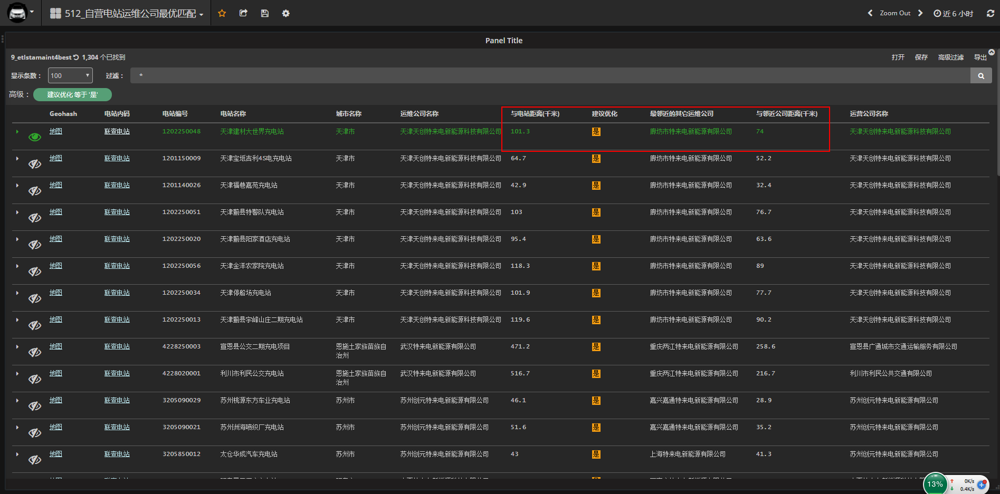 512_自营电站运维公司最优匹配
Zoom Out
近 6 小时
Panel Title
9_etlstamaint4best 1,304 个已找到
打开 保存 高级过滤 导出
显示条数： 100 过滤： *
高级： 建议优化 等于 '是'
Geohash 电站内码 电站编号 电站名称 城市名称 运维公司名称 与电站距离(千米) 建议优化 最邻近的其它运维公司 与邻近公司距离(千米) 运营公司名称
地图 联查电站 1202250048 天津建材大世界充电站 天津市 天津天创特来电新能源科技有限公司 101.3 是 廊坊市特来电新能源有限公司 74 天津天创特来电新能源科技有限公司
地图 联查电站 1201150009 天津宝坻吉利4S电充电站 天津市 天津天创特来电新能源科技有限公司 64.7 是 廊坊市特来电新能源有限公司 52.2 天津天创特来电新能源科技有限公司
地图 联查电站 1201140026 天津福巷嘉苑充电站 天津市 天津天创特来电新能源科技有限公司 42.9 是 廊坊市特来电新能源有限公司 32.4 天津天创特来电新能源科技有限公司
地图 联查电站 1202250051 天津蓟县特警队充电站 天津市 天津天创特来电新能源科技有限公司 103 是 廊坊市特来电新能源有限公司 76.7 天津天创特来电新能源科技有限公司
地图 联查电站 1202250020 天津蓟县阳家酒店充电站 天津市 天津天创特来电新能源科技有限公司 95.4 是 廊坊市特来电新能源有限公司 63.6 天津天创特来电新能源科技有限公司
地图 联查电站 1202250056 天津金洋农家院充电站 天津市 天津天创特来电新能源科技有限公司 118.3 是 廊坊市特来电新能源有限公司 89 天津天创特来电新能源科技有限公司
地图 联查电站 1202250034 天津停船场充电站 天津市 天津天创特来电新能源科技有限公司 101.9 是 廊坊市特来电新能源有限公司 77.7 天津天创特来电新能源科技有限公司
地图 联查电站 1202250013 天津蓟县宇峰山庄二期充电站 天津市 天津天创特来电新能源科技有限公司 119.6 是 廊坊市特来电新能源有限公司 90.2 天津天创特来电新能源科技有限公司
地图 联查电站 4228250003 宣恩县公交二期充电项目 恩施土家族苗族自治州 武汉特来电新能源有限公司 471.2 是 重庆两江特来电新能源有限公司 258.6 宣恩县广通城市交通运输服务有限公司
地图 联查电站 4228020001 利川市利民公交充电站 恩施土家族苗族自治州 武汉特来电新能源有限公司 516.7 是 重庆两江特来电新能源有限公司 216.7 利川市利民公共交通有限公司
地图 联查电站 3205090029 苏州桃源东方车业充电站 苏州市 苏州创元特来电新能源有限公司 46.1 是 嘉兴嘉通特来电新能源有限公司 28.9 苏州创元特来电新能源有限公司
地图 联查电站 3205090021 苏州洲海喷织厂充电站 苏州市 苏州创元特来电新能源有限公司 51.6 是 嘉兴嘉通特来电新能源有限公司 35.2 苏州创元特来电新能源有限公司
地图 联查电站 3205850012 太仓华成汽车充电站 苏州市 苏州创元特来电新能源有限公司 43 是 上海特来电新能源有限公司 41.3 苏州创元特来电新能源有限公司
13% 0K/s
0.4K/s